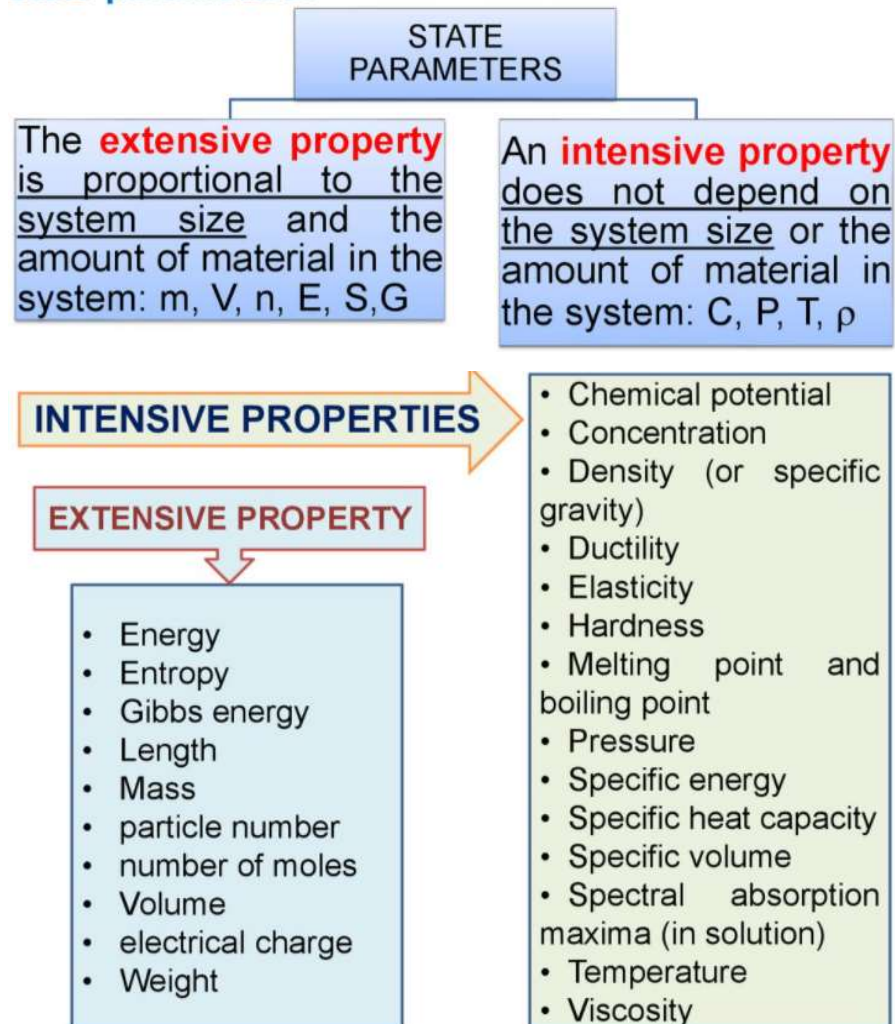 STATE
PARAMETERS
The extensive property
is proportional to the
system size and the
amount of material in the
system: m, V, n, E, S,G
An intensive property
does not depend on
the system size or the
amount of material in
the system: C, P, T, ρ
INTENSIVE PROPERTIES
EXTENSIVE PROPERTY
• Energy
• Entropy
• Gibbs energy
• Length
• Mass
• particle number
• number of moles
• Volume
• electrical charge
• Weight
• Chemical potential
• Concentration
• Density (or specific
gravity)
• Ductility
• Elasticity
• Hardness
• Melting point and
boiling point
• Pressure
• Specific energy
• Specific heat capacity
• Specific volume
• Spectral absorption
maxima (in solution)
• Temperature
• Viscosity